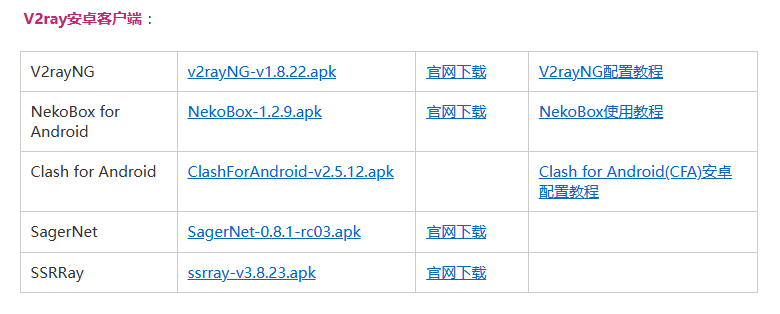 V2ray安卓客户端：
V2rayNG v2rayNG-v1.8.22.apk 官网下载 V2rayNG配置教程
NekoBox for Android NekoBox-1.2.9.apk 官网下载 NekoBox使用教程
Clash for Android ClashForAndroid-v2.5.12.apk Clash for Android(CFA)安卓配置教程
SagerNet SagerNet-0.8.1-rc03.apk 官网下载
SSRRay ssrray-v3.8.23.apk 官网下载